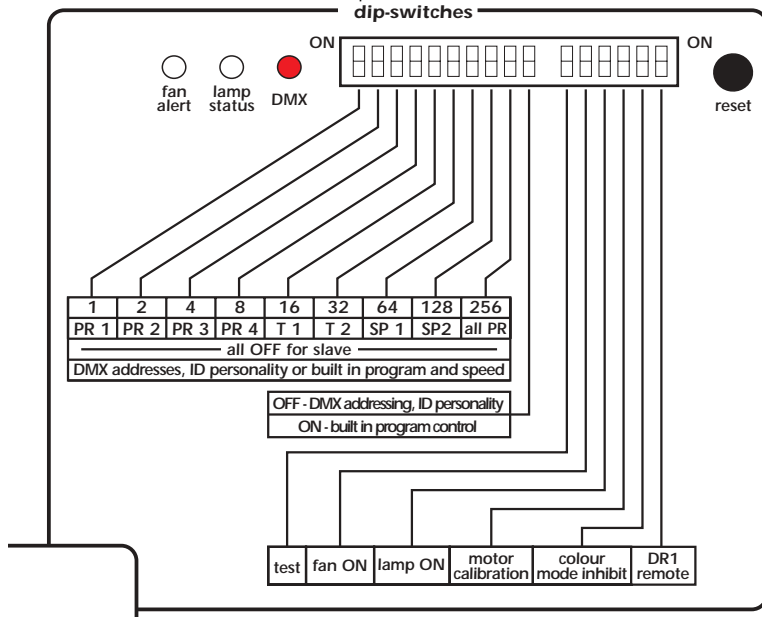 dip-switches
ON
ON
fan
alert
lamp
status
DMX
reset
1 2 4 8 16 32 64 128 256
PR 1 PR 2 PR 3 PR 4 T 1 T 2 SP 1 SP2 all PR
all OFF for slave
DMX addresses, ID personality or built in program and speed
OFF - DMX addressing, ID personality
ON - built in program control
test
fan ON
lamp ON
motor
calibration
colour
mode inhibit
DR1
remote